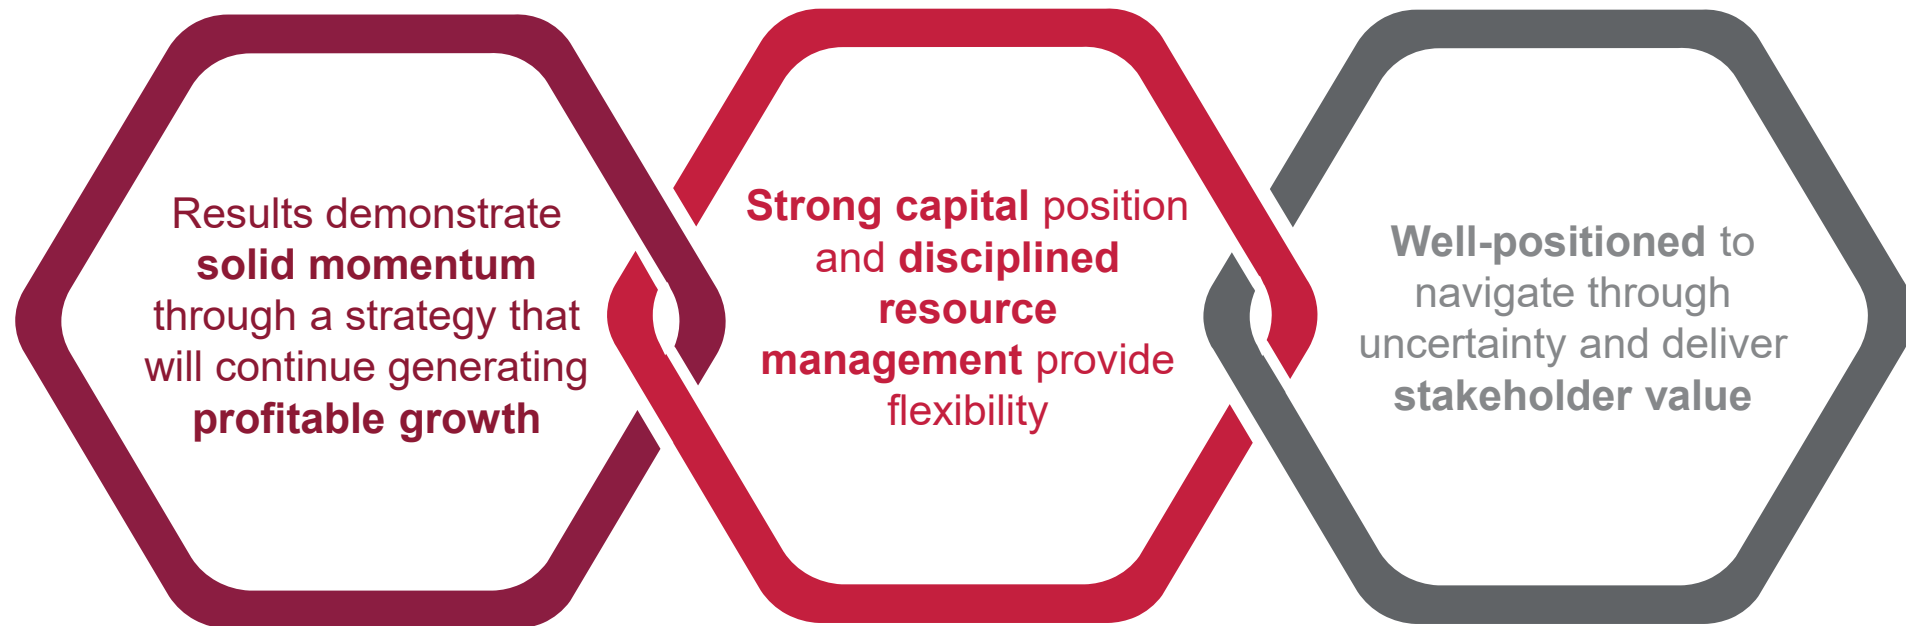 Results demonstrate
solid momentum
through a strategy that
will continue generating
profitable growth
Strong capital position
and disciplined
resource
management provide
flexibility
Well-positioned to
navigate through
uncertainty and deliver
stakeholder value